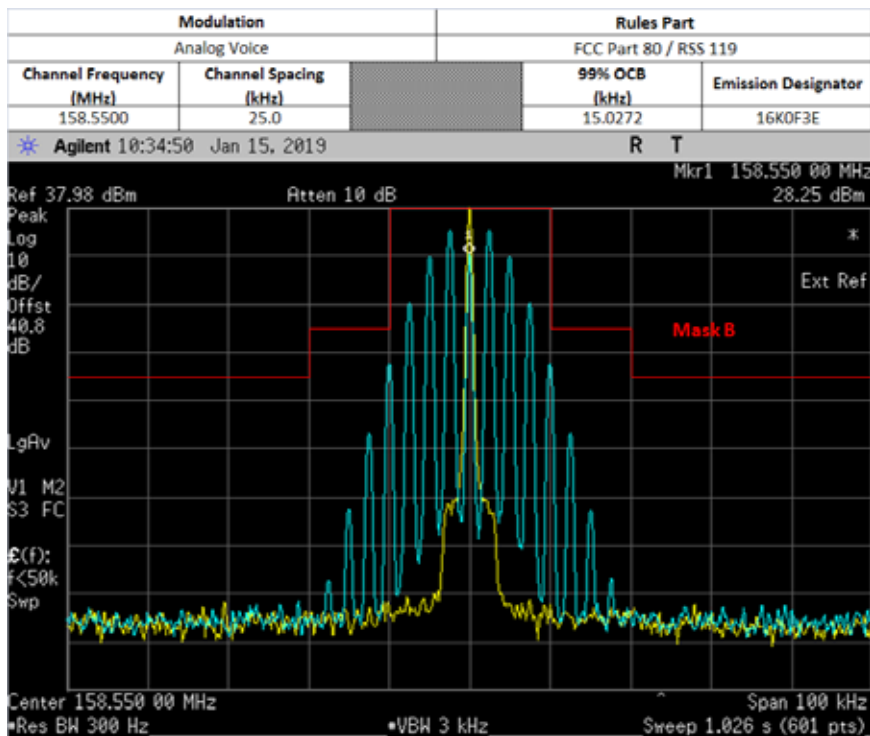 Modulation Rules Part
Analog Voice FCC Part 80 / RSS 119
Channel Frequency (MHz) Channel Spacing (kHz) 99% OCB (kHz) Emission Designator
158.5500 25.0 15.0272 16K0F3E
Agilent 10:34:50 Jan 15, 2019 R T
Mkr1 158.550 00 MHz
Ref 37.98 dBm Atten 10 dB 28.25 dBm
Peak
Log
10
dB/
Offst
40.8
dB
*
Ext Ref
Mask B
LgAv
V1 M2
S3 FC
£(f):
f<50k
Swp
Center 158.550 00 MHz Span 100 kHz
•Res BW 300 Hz •VBW 3 kHz Sweep 1.026 s (601 pts)